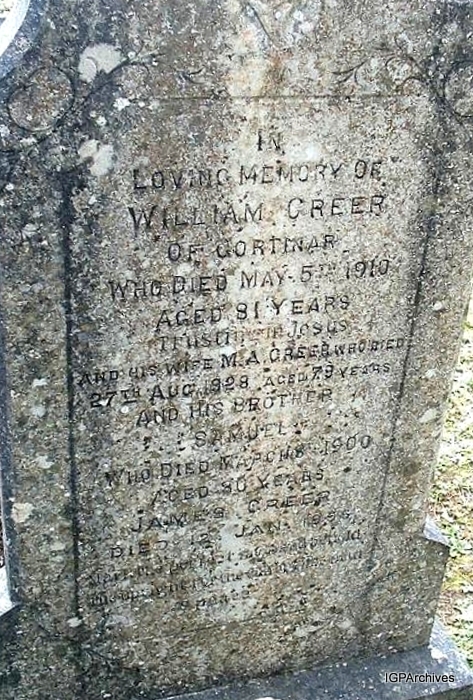 IN
LOVING MEMORY OF
WILLIAM GREER
OF GORTINAR
WHO DIED MAY 5TH 1910
AGED 81 YEARS
TRUSTING IN JESUS
AND HIS WIFE M.A. GREER, WHO DIED
27TH AUG. 1928 AGED 79 YEARS
AND HIS BROTHER
SAMUEL
WHO DIED MARCH 8TH 1900
AGED 80 YEARS
JAMES GREER
DIED 12 JAN.
IGPArchives